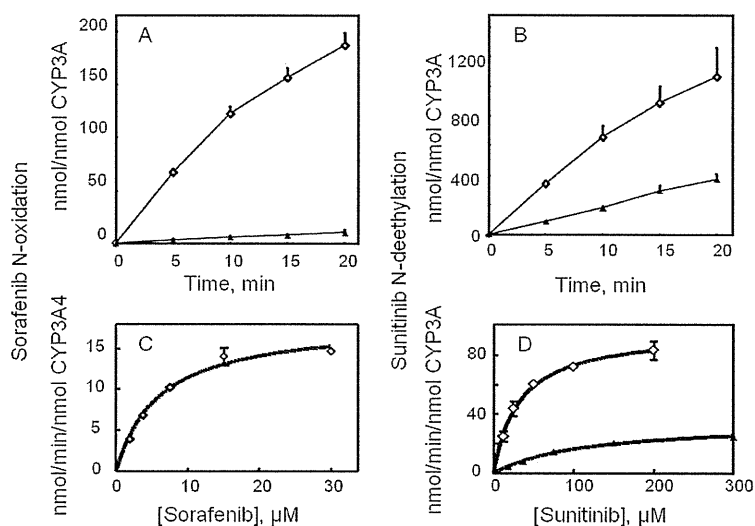 A
200
150
100
50
0
nmol/nmol CYP3A
0 5 10 15 20
Time, min
B
1200
800
400
0
nmol/nmol CYP3A
0 5 10 15 20
Time, min
Sorafenib N-oxidation
Sunitinib N-deethylation
C
15
10
5
0
nmol/min/nmol CYP3A4
0 10 20 30
[Sorafenib], µM
D
80
40
0
nmol/min/nmol CYP3A
0 100 200 300
[Sunitinib], µM